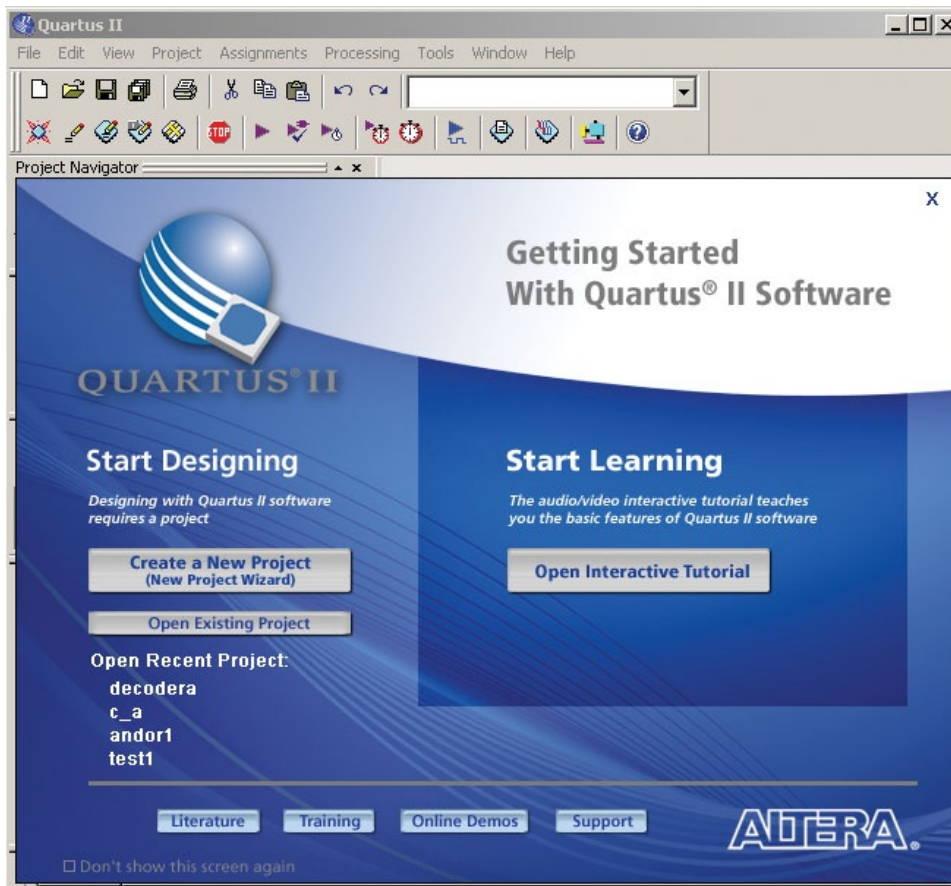 Quartus II
File Edit View Project Assignments Processing Tools Window Help
STOP
Project Navigator
x
Getting Started
With Quartus® II Software
QUARTUS® II
Start Designing
Designing with Quartus II software
requires a project
Create a New Project
(New Project Wizard)
Open Existing Project
Open Recent Project:
decodera
c_a
andor1
test1
Start Learning
The audio/video interactive tutorial teaches
you the basic features of Quartus II software
Open Interactive Tutorial
Literature Training Online Demos Support
ALTERA®
Don't show this screen again